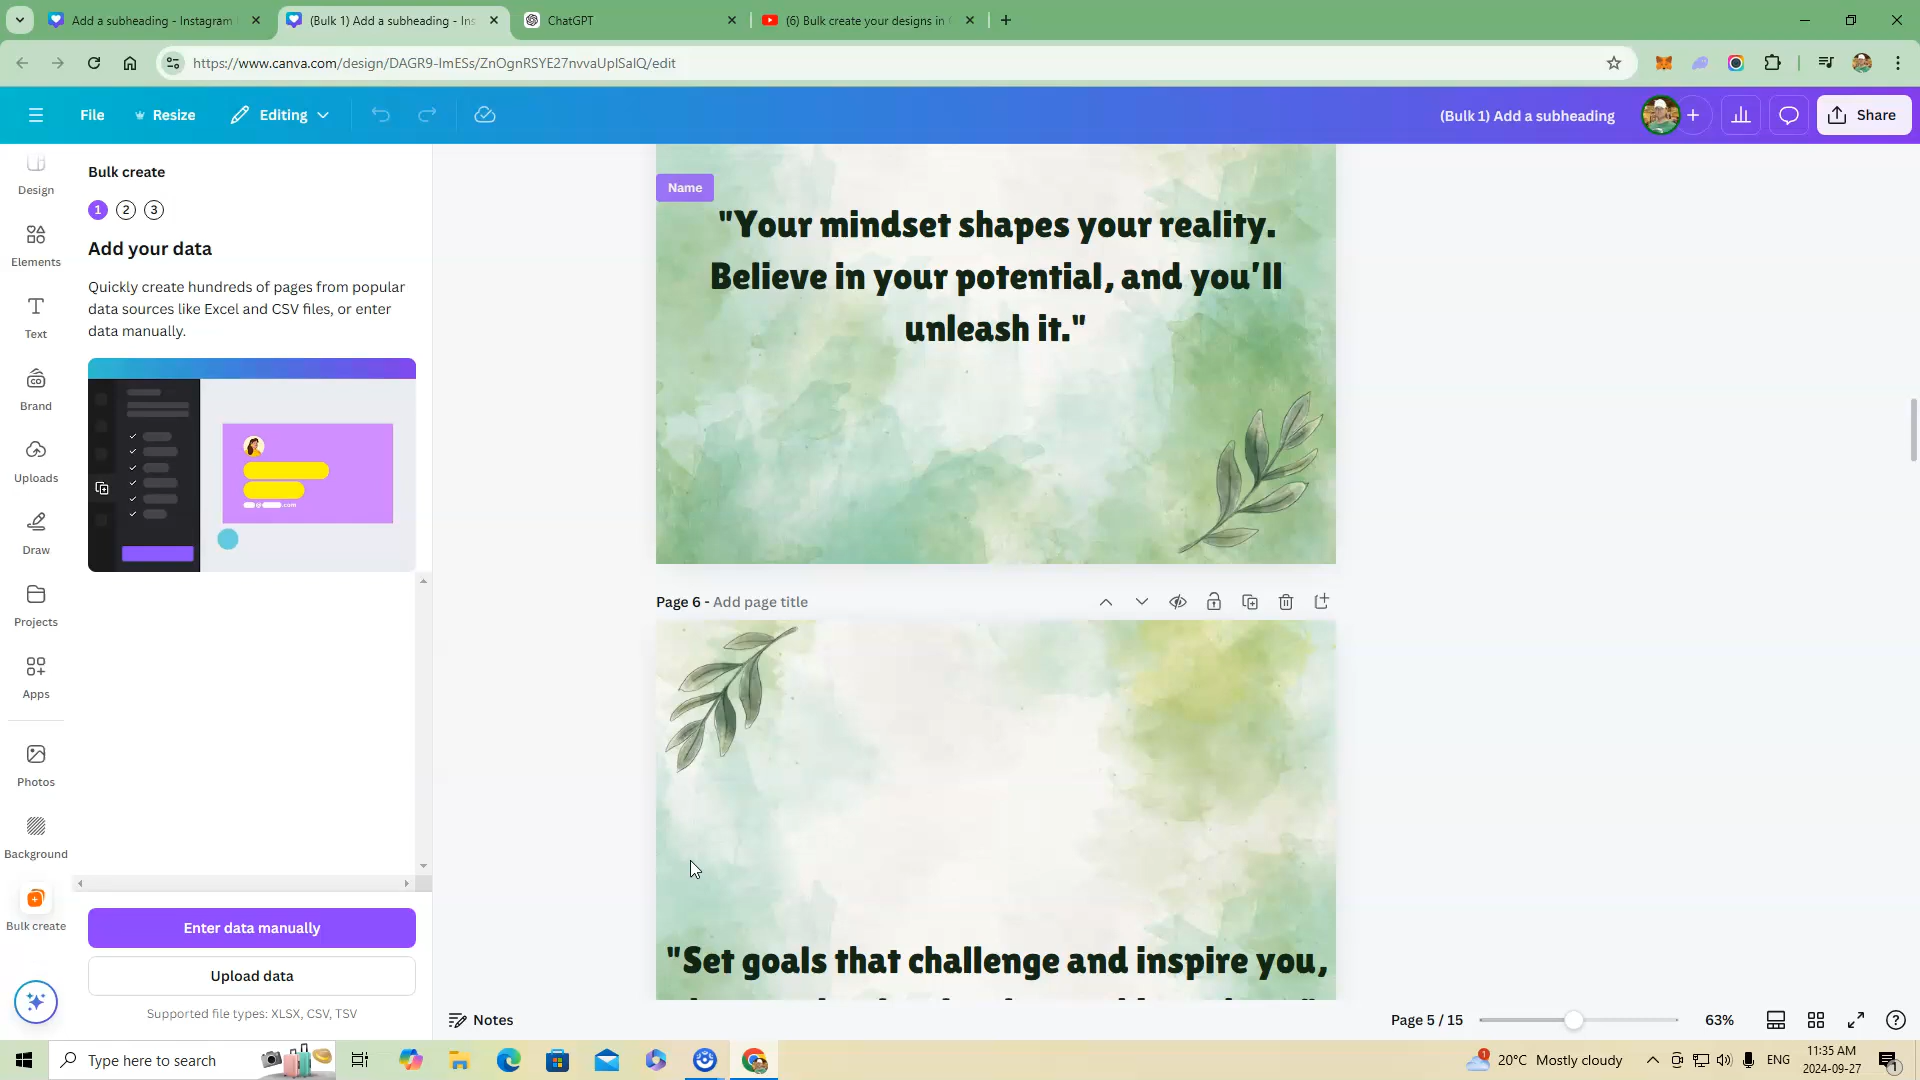 Add a subheading - Instagram
(Bulk 1) Add a subheading - Ins
ChatGPT
(6) Bulk create your designs in
https://www.canva.com/design/DAGR9-lmESs/ZnOgnRSYE27nvvaUplSalQ/edit
File
Resize
Editing
(Bulk 1) Add a subheading
Share
Design
Elements
Text
Brand
Uploads
Draw
Projects
Apps
Photos
Background
Bulk create
Bulk create
1 2 3
Add your data
Quickly create hundreds of pages from popular
data sources like Excel and CSV files, or enter
data manually.
Enter data manually
Upload data
Supported file types: XLSX, CSV, TSV
Name
"Your mindset shapes your reality.
Believe in your potential, and you'll
unleash it."
Page 6 - Add page title
"Set goals that challenge and inspire you,
Notes
Page 5 / 15
63%
Type here to search
1
20°C Mostly cloudy
ENG
11:35 AM
2024-09-27
1